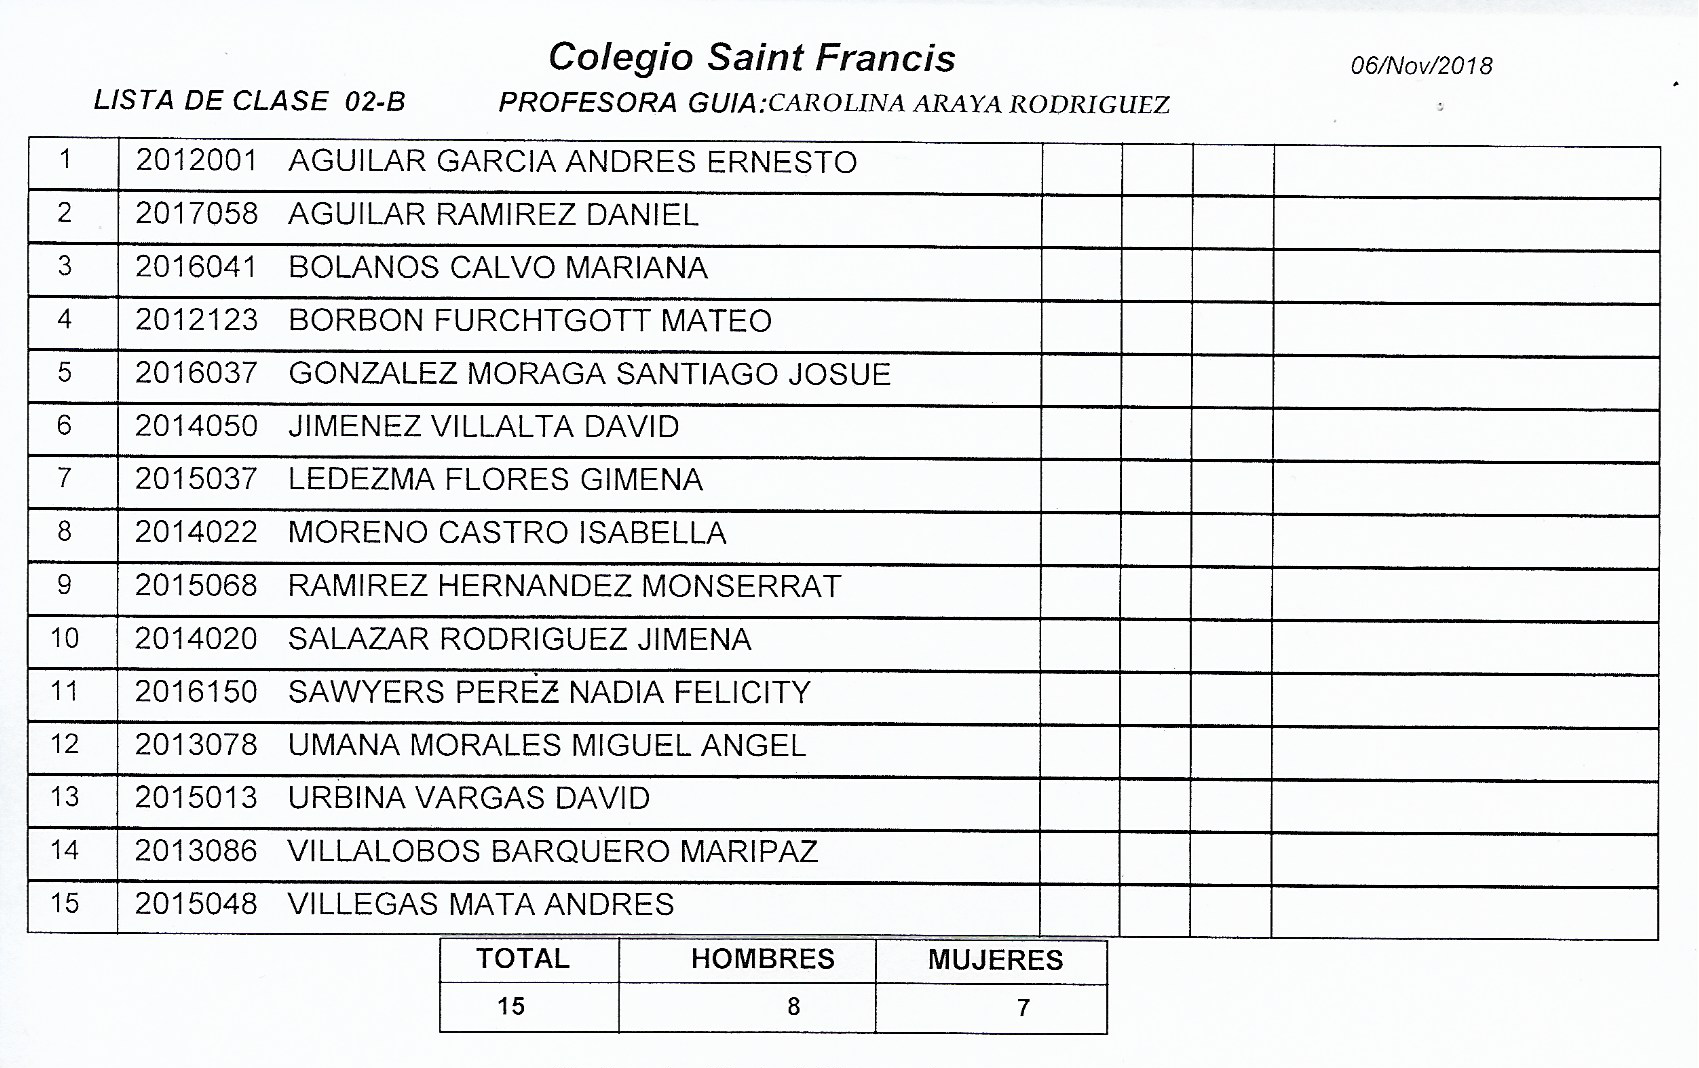 Colegio Saint Francis
06/Nov/2018
LISTA DE CLASE 02-B PROFESORA GUIA:CAROLINA ARAYA RODRIGUEZ
1 2012001 AGUILAR GARCIA ANDRES ERNESTO
2 2017058 AGUILAR RAMIREZ DANIEL
3 2016041 BOLANOS CALVO MARIANA
4 2012123 BORBON FURCHTGOTT MATEO
5 2016037 GONZALEZ MORAGA SANTIAGO JOSUE
6 2014050 JIMENEZ VILLALTA DAVID
7 2015037 LEDEZMA FLORES GIMENA
8 2014022 MORENO CASTRO ISABELLA
9 2015068 RAMIREZ HERNANDEZ MONSERRAT
10 2014020 SALAZAR RODRIGUEZ JIMENA
11 2016150 SAWYERS PEREZ NADIA FELICITY
12 2013078 UMANA MORALES MIGUEL ANGEL
13 2015013 URBINA VARGAS DAVID
14 2013086 VILLALOBOS BARQUERO MARIPAZ
15 2015048 VILLEGAS MATA ANDRES
TOTAL HOMBRES MUJERES
15 8 7